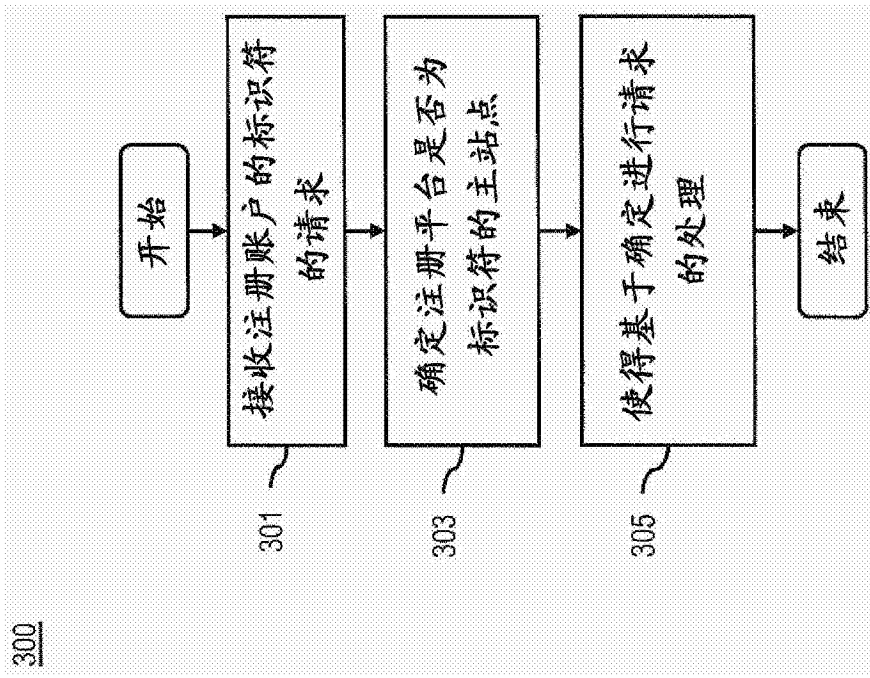 300
开始
接收注册账户的标识符
的请求
301
确定注册平台是否为
标识符的主站点
303
使得基于确定进行请求
的处理
305
结束